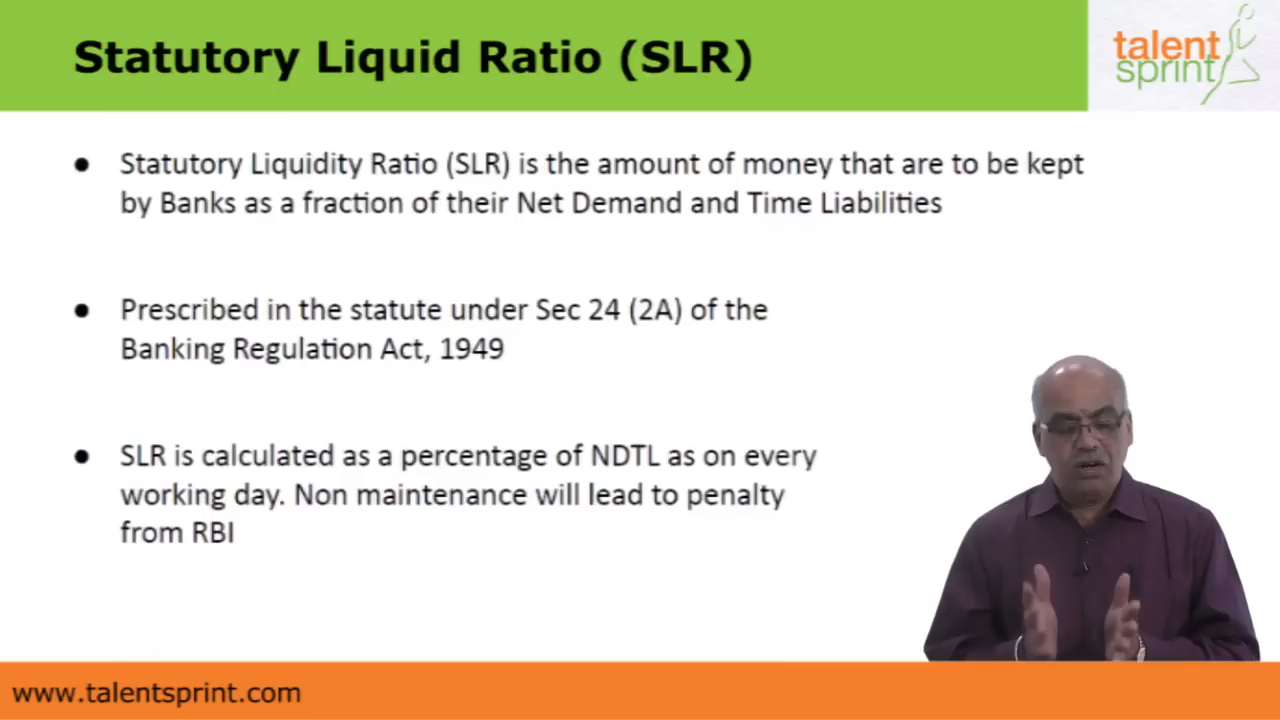 Statutory Liquid Ratio (SLR)
talent
sprint
● Statutory Liquidity Ratio (SLR) is the amount of money that are to be kept
by Banks as a fraction of their Net Demand and Time Liabilities
● Prescribed in the statute under Sec 24 (2A) of the
Banking Regulation Act, 1949
● SLR is calculated as a percentage of NDTL as on every
working day. Non maintenance will lead to penalty
from RBI
www.talentsprint.com